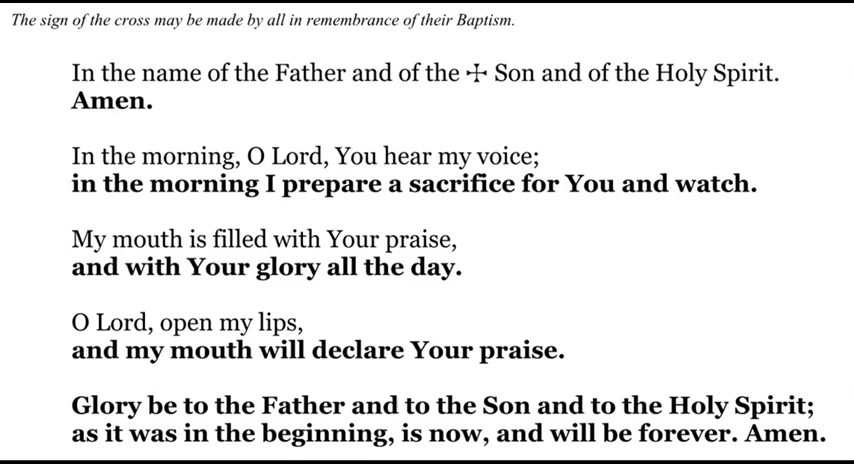 The sign of the cross may be made by all in remembrance of their Baptism.
In the name of the Father and of the ☩ Son and of the Holy Spirit.
Amen.
In the morning, O Lord, You hear my voice;
in the morning I prepare a sacrifice for You and watch.
My mouth is filled with Your praise,
and with Your glory all the day.
O Lord, open my lips,
and my mouth will declare Your praise.
Glory be to the Father and to the Son and to the Holy Spirit;
as it was in the beginning, is now, and will be forever. Amen.